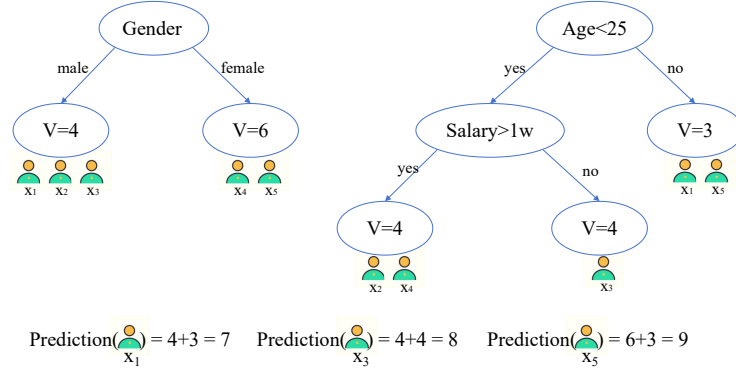 Gender
Age<25
male
female
yes
no
V=4
V=6
Salary>1w
V=3
x₁ x₂ x₃
x₄ x₅
x₁ x₅
yes
no
V=4
V=4
x₂ x₄
x₃
Prediction( ) = 4+3 = 7
x₁
Prediction( ) = 4+4 = 8
x₃
Prediction( ) = 6+3 = 9
x₅